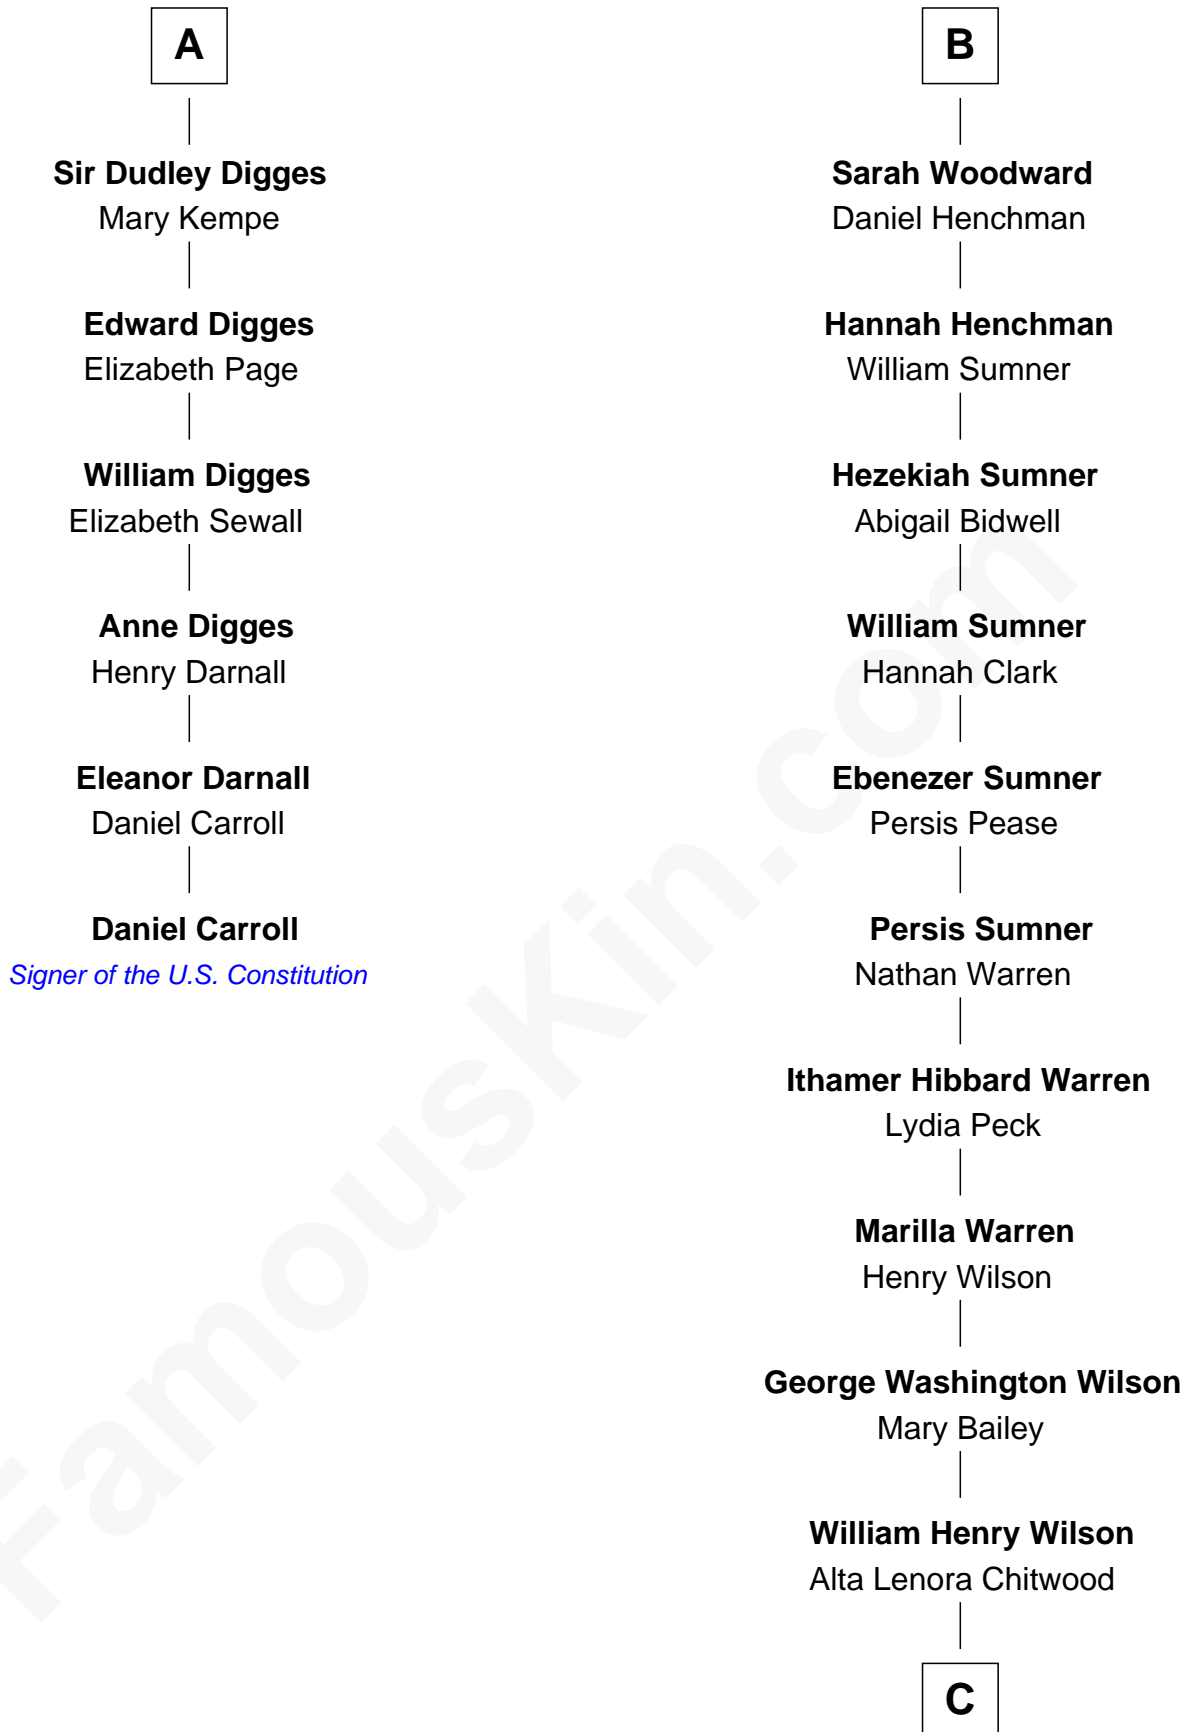 A
Sir Dudley Digges
Mary Kempe
Edward Digges
Elizabeth Page
William Digges
Elizabeth Sewall
Anne Digges
Henry Darnall
Eleanor Darnall
Daniel Carroll
Daniel Carroll
Signer of the U.S. Constitution
B
Sarah Woodward
Daniel Henchman
Hannah Henchman
William Sumner
Hezekiah Sumner
Abigail Bidwell
William Sumner
Hannah Clark
Ebenezer Sumner
Persis Pease
Persis Sumner
Nathan Warren
Ithamer Hibbard Warren
Lydia Peck
Marilla Warren
Henry Wilson
George Washington Wilson
Mary Bailey
William Henry Wilson
Alta Lenora Chitwood
C
FamousKin.com